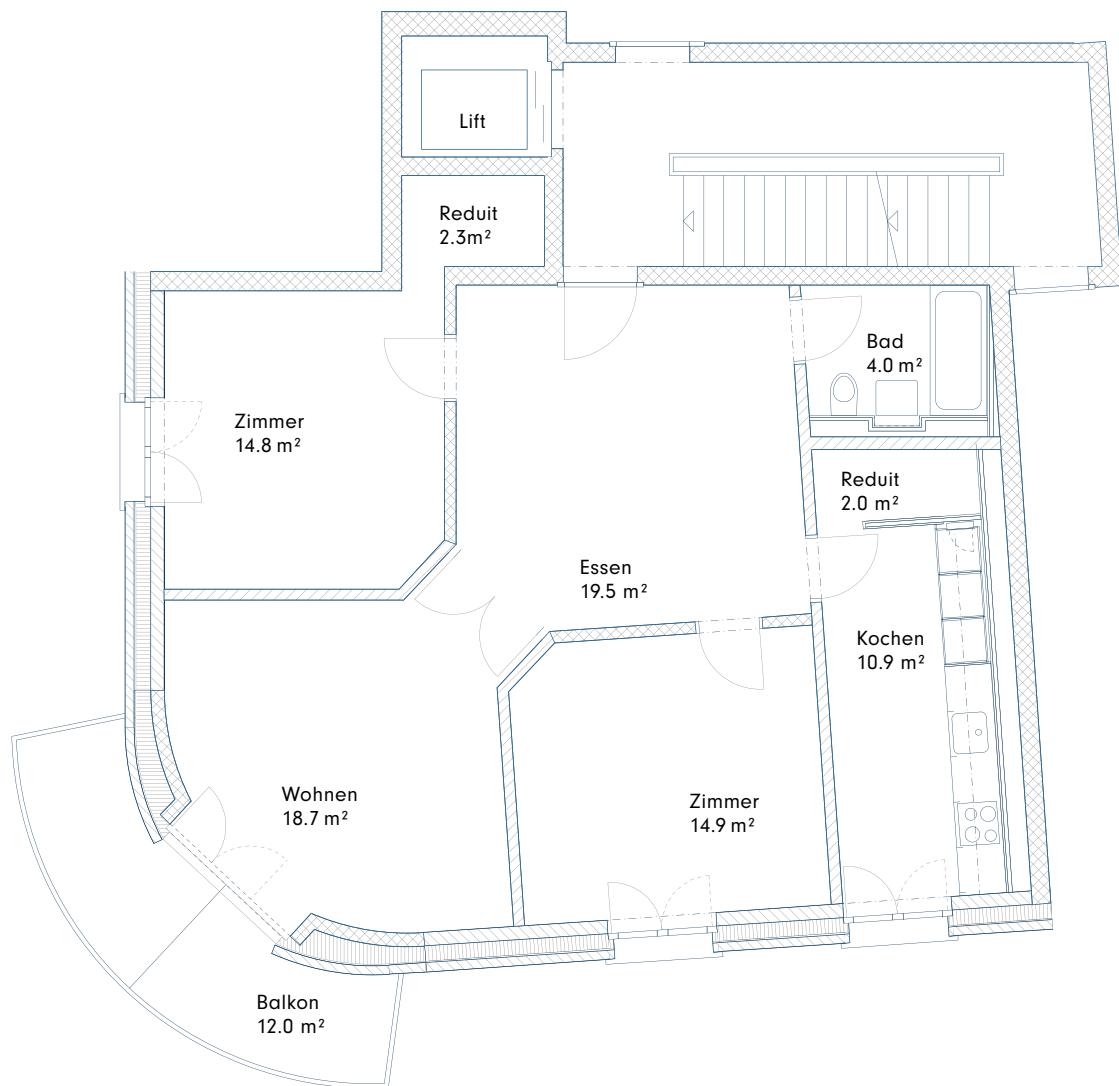 Lift
Reduit
2.3m²
Bad
4.0 m²
Zimmer
14.8 m²
Reduit
2.0 m²
Essen
19.5 m²
Kochen
10.9 m²
Wohnen
18.7 m²
Zimmer
14.9 m²
Balkon
12.0 m²